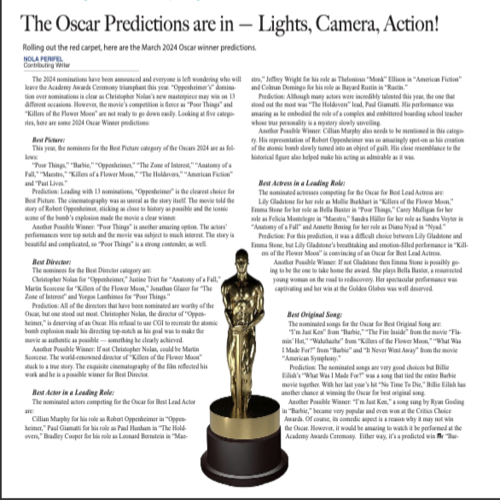 The Oscar Predictions are in — Lights, Camera, Action!
Rolling out the red carpet, here are the March 2024 Oscar winner predictions.
NOLA PERIFEL
Contributing Writer
The 2024 nominations have been announced and everyone is left wondering who will
leave the Academy Awards Ceremony triumphant this year. "Oppenheimer's" domina-
tion over nominations is clear as Christopher Nolan's new masterpiece may win on 13
different occasions. However, the movie's competition is fierce as "Poor Things" and
"Killers of the Flower Moon" are not ready to go down easily. Looking at five catego-
ries, here are some 2024 Oscar Winner predictions:
Best Picture:
This year, the nominees for the Best Picture category of the Oscars 2024 are as fol-
lows:
"Poor Things," "Barbie," "Oppenheimer," "The Zone of Interest," "Anatomy of a
Fall," "Maestro," "Killers of a Flower Moon," "The Holdovers," "American Fiction"
and "Past Lives."
Prediction: Leading with 13 nominations, "Oppenheimer" is the clearest choice for
Best Picture. The cinematography was as unreal as the story itself. The movie told the
story of Robert Oppenheimer, sticking as close to history as possible and the iconic
scene of the bomb's explosion made the movie a clear winner.
Another Possible Winner: "Poor Things" is another amazing option. The actors'
performances were top notch and the movie was subject to much interest. The story is
beautiful and complicated, so "Poor Things" is a strong contender, as well.
Best Director:
The nominees for the Best Director category are:
Christopher Nolan for "Oppenheimer," Justine Triet for "Anatomy of a Fall,"
Martin Scorcese for "Killers of the Flower Moon," Jonathan Glazer for "The
Zone of Interest" and Yorgos Lanthimos for "Poor Things."
Prediction: All of the directors that have been nominated are worthy of the
Oscar, but one stood out most. Christopher Nolan, the director of "Oppen-
heimer," is deserving of an Oscar. His refusal to use CGI to recreate the atomic
bomb explosion made his directing top-notch as his goal was to make the
movie as authentic as possible — something he clearly achieved.
Another Possible Winner: If not Christopher Nolan, could be Martin
Scorcese. The world-renowned director of "Killers of the Flower Moon"
stuck to a true story. The exquisite cinematography of the film reflected his
work and he is a possible winner for Best Director.
Best Actor in a Leading Role:
The nominated actors competing for the Oscar for Best Lead Actor
are:
Cillian Murphy for his role as Robert Oppenheimer in "Oppen-
heimer," Paul Giamatti for his role as Paul Hunham in "The Hold-
overs," Bradley Cooper for his role as Leonard Bernstein in "Mae-
stro," Jeffrey Wright for his role as Thelonious "Monk" Ellison in "American Fiction"
and Colman Domingo for his role as Bayard Rustin in "Rustin."
Prediction: Although many actors were incredibly talented this year, the one that
stood out the most was "The Holdovers" lead, Paul Giamatti. His performance was
amazing as he embodied the role of a complex and embittered boarding school teacher
whose true personality is a mystery slowly unveiling.
Another Possible Winner: Cillian Murphy also needs to be mentioned in this catego-
ry. His representation of Robert Oppenheimer was so amazingly spot-on as his creation
of the atomic bomb slowly turned into an object of guilt. His close resemblance to the
historical figure also helped make his acting as admirable as it was.
Best Actress in a Leading Role:
The nominated actresses competing for the Oscar for Best Lead Actress are:
Lily Gladstone for her role as Mollie Burkhart in "Killers of the Flower Moon,"
Emma Stone for her role as Bella Baxter in "Poor Things," Carey Mulligan for her
role as Felicia Montealegre in "Maestro," Sandra Hüller for her role as Sandra Voyter in
"Anatomy of a Fall" and Annette Bening for her role as Diana Nyad in "Nyad."
Prediction: For this prediction, it was a difficult choice between Lily Gladstone and
Emma Stone, but Lily Gladstone's breathtaking and emotion-filled performance in "Kill-
ers of the Flower Moon" is convincing of an Oscar for Best Lead Actress.
Another Possible Winner: If not Gladstone then Emma Stone is possibly go-
ing to be the one to take home the award. She plays Bella Baxter, a resurrected
young woman on the road to rediscovery. Her spectacular performance was
captivating and her win at the Golden Globes was well deserved.
Best Original Song:
The nominated songs for the Oscar for Best Original Song are:
"I'm Just Ken" from "Barbie," "The Fire Inside" from the movie "Fla-
min' Hot," "Wahzhazhe" from "Killers of the Flower Moon," "What Was
I Made For?" from "Barbie" and "It Never Went Away" from the movie
"American Symphony."
Prediction: The nominated songs are very good choices but Billie
Eilish's "What Was I Made For?" was a song that tied the entire Barbie
movie together. With her last year's hit "No Time To Die," Billie Eilish has
another chance at winning the Oscar for best original song.
Another Possible Winner: "I'm Just Ken," a song sang by Ryan Gosling
in "Barbie," became very popular and even won at the Critics Choice
Awards. Of course, its comedic aspect is a reason why it may not win
the Oscar. However, it would be amazing to watch it be performed at the
Academy Awards Ceremony. Either way, it's a predicted win for "Bar-